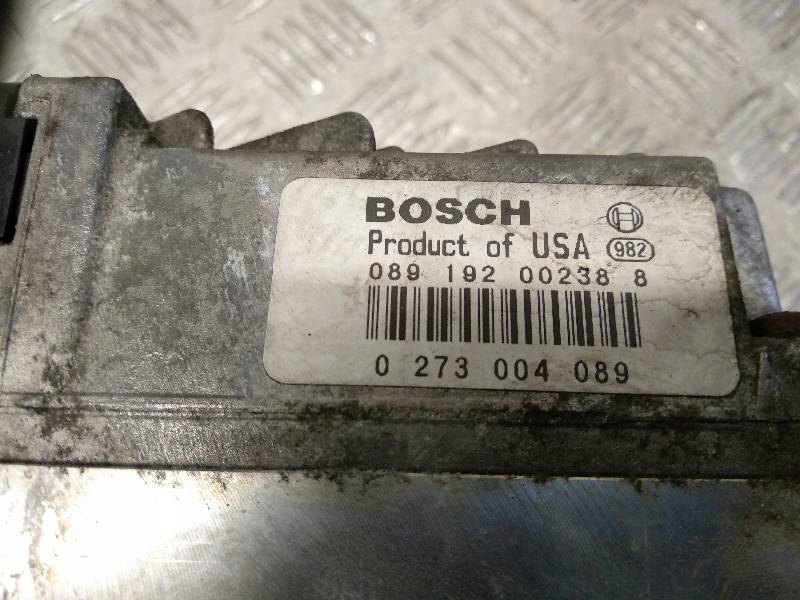 BOSCH
Product of USA 982
089 192 00238 8
0 273 004 089